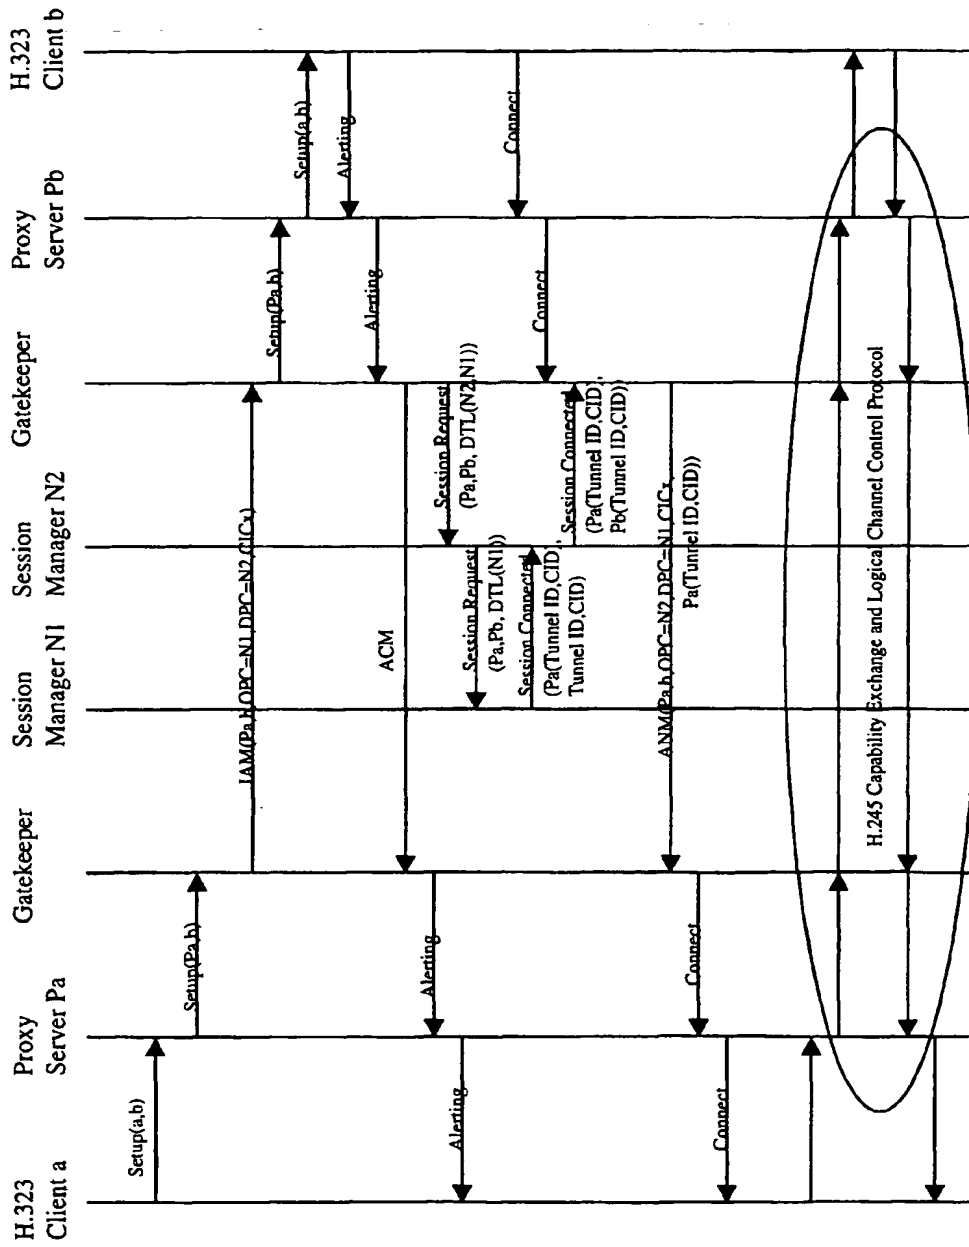 H.323
Client a
Proxy
Server Pa
Gatekeeper
Session
Manager N1
Session
Manager N2
Gatekeeper
Proxy
Server Pb
H.323
Client b
Setup(a,b)
Setup(Pa,b)
IAM(Pa,b,OPC=N1,DPC=N2,CICx)
Setup(Pa,b)
Setup(a,b)
Alerting
Alerting
ACM
Alerting
Alerting
Session Request
(Pa,Pb, DTL(N2,N1))
Session Request
(Pa,Pb, DTL(N1))
Session Connected
(Pa(Tunnel ID,CID),
Tunnel ID,CID)
Connect
Connect
Session Connected
(Pa(Tunnel ID,CID),
Pb(Tunnel ID,CID))
ANM(Pa,b,OPC=N2,DPC=N1,CICx,
Pa(Tunnel ID,CID))
Connect
Connect
H.245 Capability Exchange and Logical Channel Control Protocol